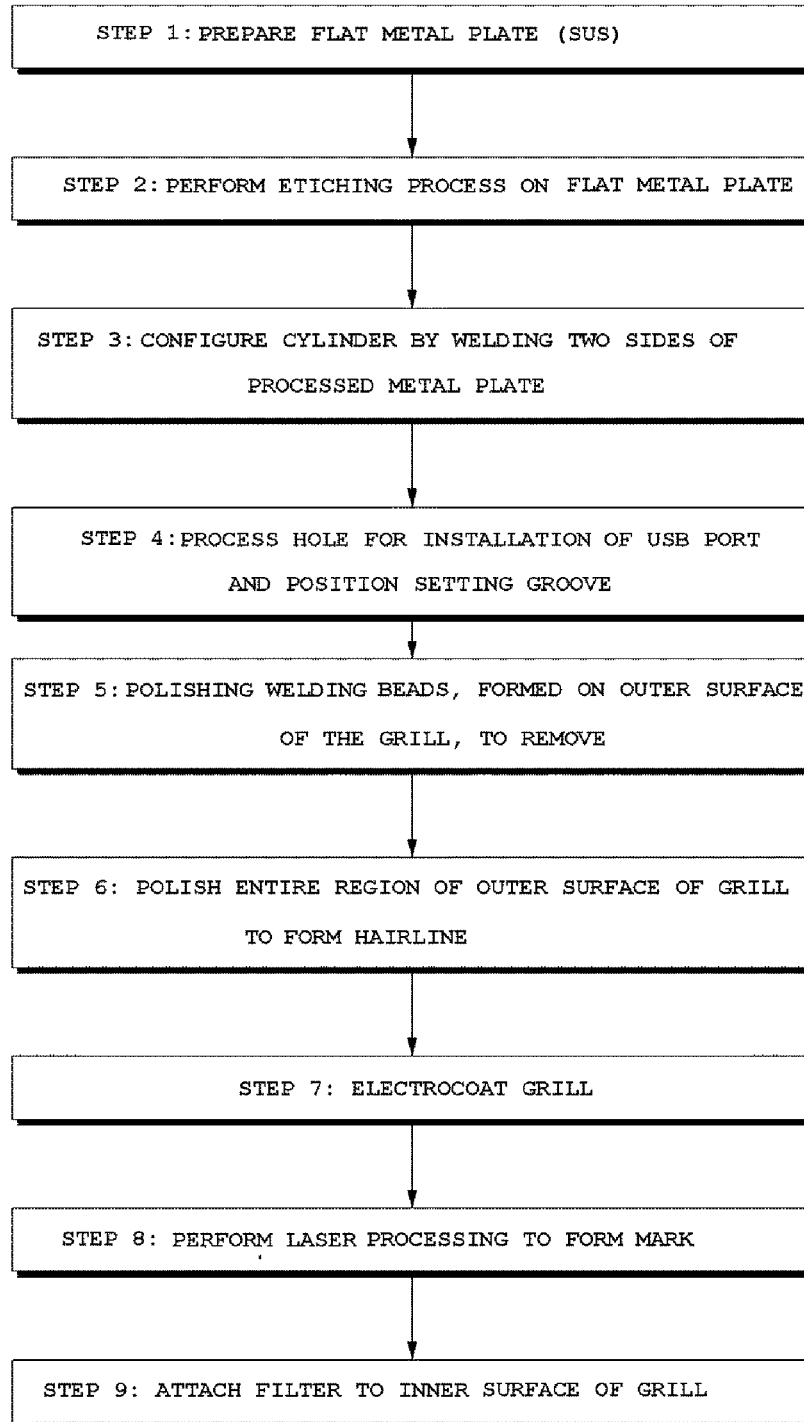 STEP 1: PREPARE FLAT METAL PLATE (SUS)
STEP 2: PERFORM ETICHING PROCESS ON FLAT METAL PLATE
STEP 3: CONFIGURE CYLINDER BY WELDING TWO SIDES OF
PROCESSED METAL PLATE
STEP 4: PROCESS HOLE FOR INSTALLATION OF USB PORT
AND POSITION SETTING GROOVE
STEP 5: POLISHING WELDING BEADS, FORMED ON OUTER SURFACE
OF THE GRILL, TO REMOVE
STEP 6: POLISH ENTIRE REGION OF OUTER SURFACE OF GRILL
TO FORM HAIRLINE
STEP 7: ELECTROCOAT GRILL
STEP 8: PERFORM LASER PROCESSING TO FORM MARK
STEP 9: ATTACH FILTER TO INNER SURFACE OF GRILL